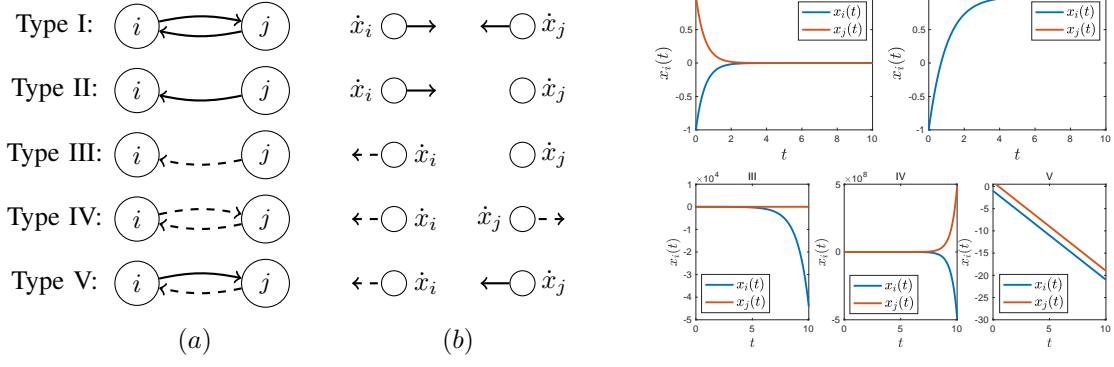 Type I: i j ẋ_i ẋ_j
Type II: i j ẋ_i ẋ_j
Type III: i j ẋ_i ẋ_j
Type IV: i j ẋ_i ẋ_j
Type V: i j ẋ_i ẋ_j
(a) (b)
x_i(t)
0.5
0
-0.5
-1
0 2 4 6 8 10
t
x_i(t)
x_j(t)
x_i(t)
0.5
0
-0.5
-1
0 2 4 6 8 10
t
x_i(t)
x_j(t)
III
×10^4
x_i(t)
1
0
-1
-2
-3
-4
-5
0 5 10
t
x_i(t)
x_j(t)
IV
×10^8
x_i(t)
5
0
-5
0 5 10
t
x_i(t)
x_j(t)
V
x_i(t)
0
-5
-10
-15
-20
-25
-30
0 5 10
t
x_i(t)
x_j(t)